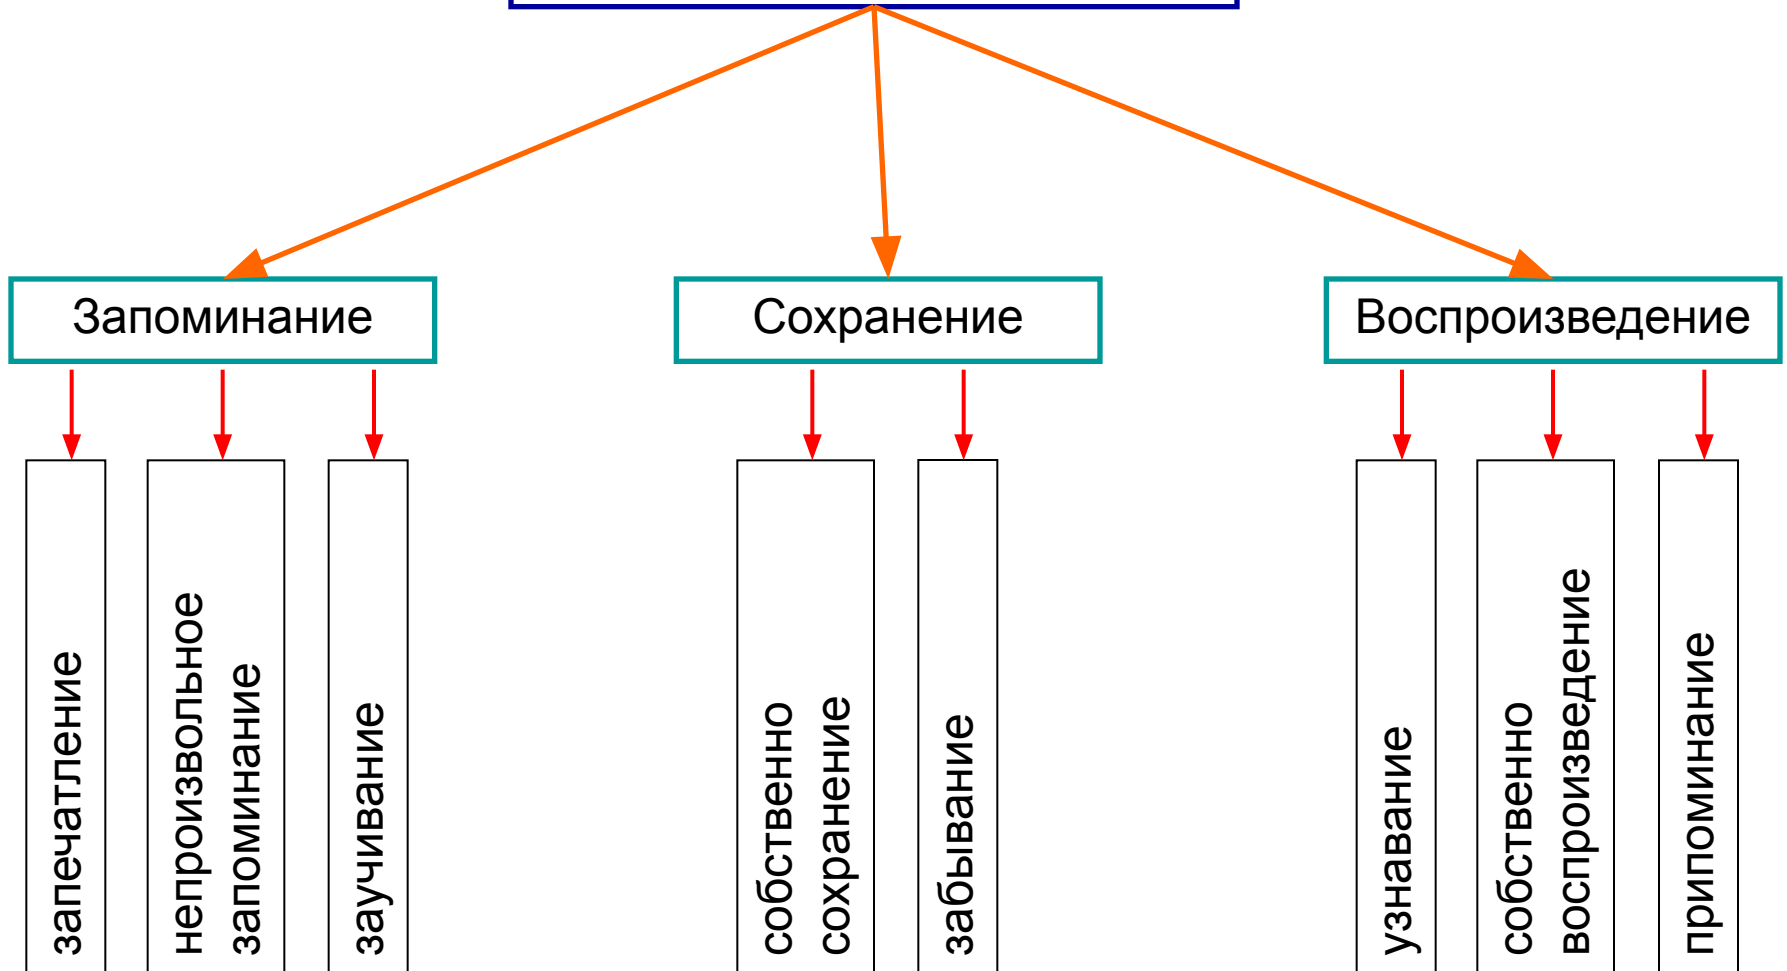 Запоминание
Сохранение
Воспроизведение
запечатление
непроизвольное
запоминание
заучивание
собственно
сохранение
забывание
узнавание
собственно
воспроизведение
припоминание